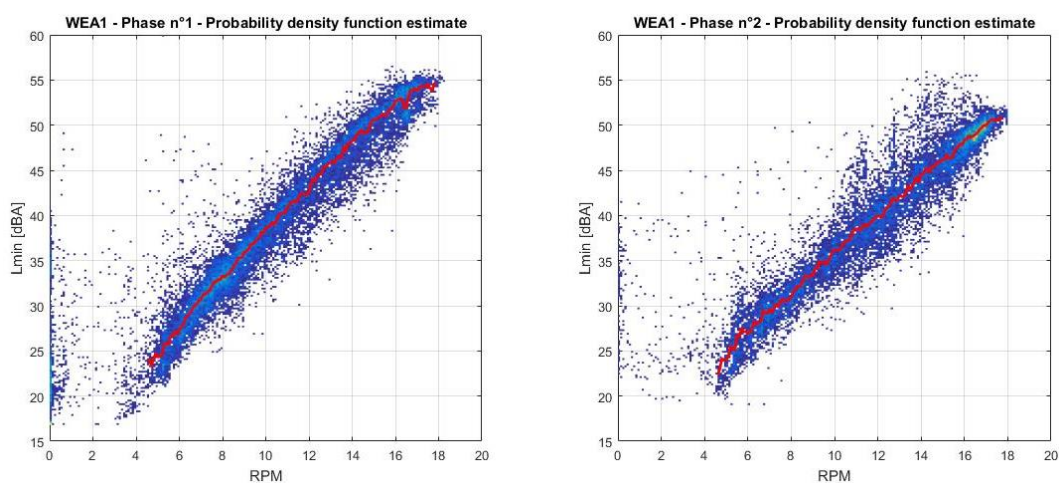 WEA1 - Phase n°1 - Probability density function estimate
60
55
50
45
40
35
30
25
20
15
Lmin [dBA]
0 2 4 6 8 10 12 14 16 18 20
RPM
WEA1 - Phase n°2 - Probability density function estimate
60
55
50
45
40
35
30
25
20
15
Lmin [dBA]
0 2 4 6 8 10 12 14 16 18 20
RPM